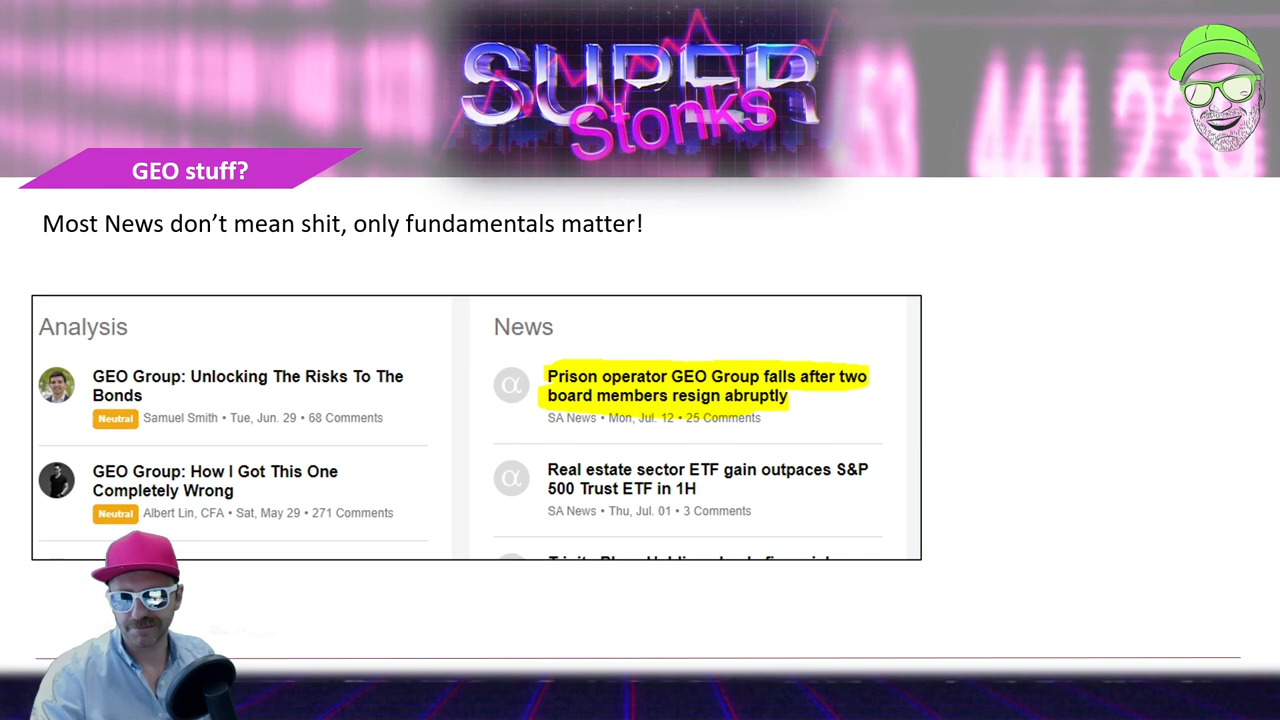 SUPER
Stonks
441 239
GEO stuff?
Most News don’t mean shit, only fundamentals matter!
Analysis
GEO Group: Unlocking The Risks To The
Bonds
Neutral Samuel Smith • Tue, Jun. 29 • 68 Comments
GEO Group: How I Got This One
Completely Wrong
Neutral Albert Lin, CFA • Sat, May 29 • 271 Comments
News
α
Prison operator GEO Group falls after two
board members resign abruptly
SA News • Mon, Jul. 12 • 25 Comments
α
Real estate sector ETF gain outpaces S&P
500 Trust ETF in 1H
SA News • Thu, Jul. 01 • 3 Comments